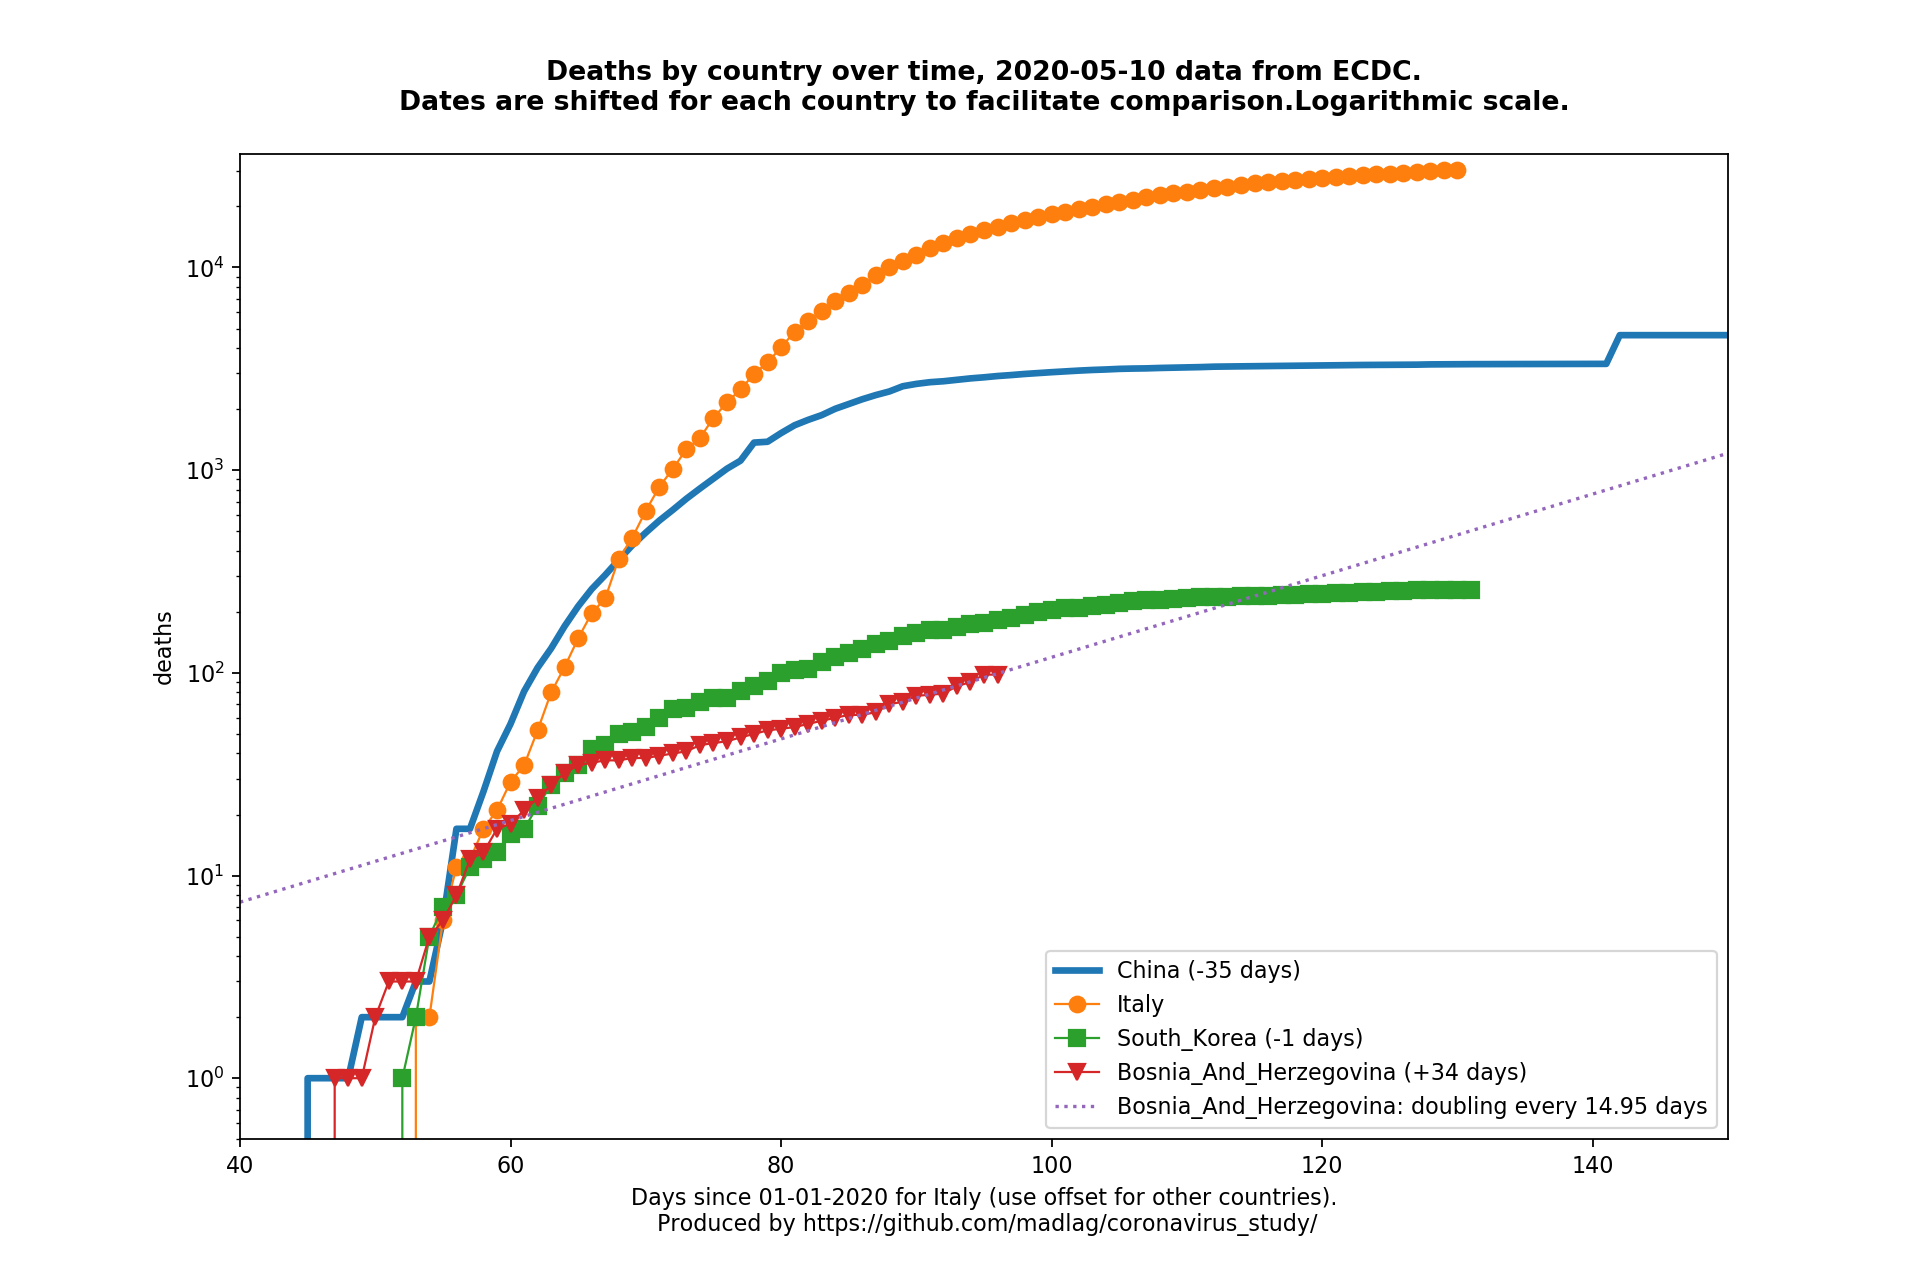 Deaths by country over time, 2020-05-10 data from ECDC.
Dates are shifted for each country to facilitate comparison.Logarithmic scale.
deaths
10^4
10^3
10^2
10^1
10^0
40
60
80
100
120
140
China (-35 days)
Italy
South_Korea (-1 days)
Bosnia_And_Herzegovina (+34 days)
Bosnia_And_Herzegovina: doubling every 14.95 days
Days since 01-01-2020 for Italy (use offset for other countries).
Produced by https://github.com/madlag/coronavirus_study/